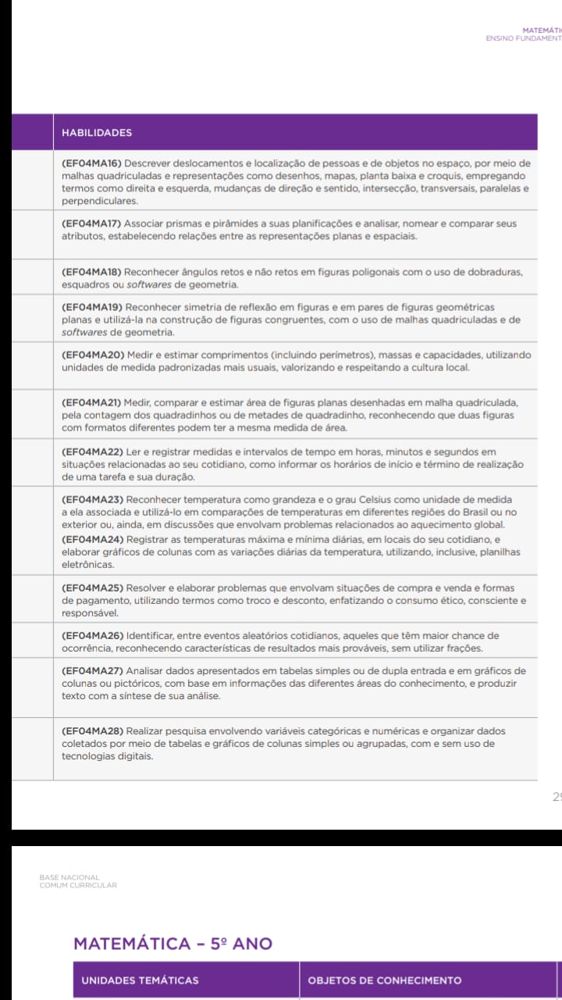 MATEMÁTIC
ENSINO FUNDAMENT
HABILIDADES
(EF04MA16) Descrever deslocamentos e localização de pessoas e de objetos no espaço, por meio de
malhas quadriculadas e representações como desenhos, mapas, planta baixa e croquis, empregando
termos como direita e esquerda, mudanças de direção e sentido, intersecção, transversais, paralelas e
perpendiculares.
(EF04MA17) Associar prismas e pirâmides a suas planificações e analisar, nomear e comparar seus
atributos, estabelecendo relações entre as representações planas e espaciais.
(EF04MA18) Reconhecer ângulos retos e não retos em figuras poligonais com o uso de dobraduras,
esquadros ou softwares de geometria.
(EF04MA19) Reconhecer simetria de reflexão em figuras e em pares de figuras geométricas
planas e utilizá-la na construção de figuras congruentes, com o uso de malhas quadriculadas e de
softwares de geometria.
(EF04MA20) Medir e estimar comprimentos (incluindo perímetros), massas e capacidades, utilizando
unidades de medida padronizadas mais usuais, valorizando e respeitando a cultura local.
(EF04MA21) Medir, comparar e estimar área de figuras planas desenhadas em malha quadriculada,
pela contagem dos quadradinhos ou de metades de quadradinho, reconhecendo que duas figuras
com formatos diferentes podem ter a mesma medida de área.
(EF04MA22) Ler e registrar medidas e intervalos de tempo em horas, minutos e segundos em
situações relacionadas ao seu cotidiano, como informar os horários de início e término de realização
de uma tarefa e sua duração.
(EF04MA23) Reconhecer temperatura como grandeza e o grau Celsius como unidade de medida
a ela associada e utilizá-lo em comparações de temperaturas em diferentes regiões do Brasil ou no
exterior ou, ainda, em discussões que envolvam problemas relacionados ao aquecimento global.
(EF04MA24) Registrar as temperaturas máxima e mínima diárias, em locais do seu cotidiano, e
elaborar gráficos de colunas com as variações diárias da temperatura, utilizando, inclusive, planilhas
eletrônicas.
(EF04MA25) Resolver e elaborar problemas que envolvam situações de compra e venda e formas
de pagamento, utilizando termos como troco e desconto, enfatizando o consumo ético, consciente e
responsável.
(EF04MA26) Identificar, entre eventos aleatórios cotidianos, aqueles que têm maior chance de
ocorrência, reconhecendo características de resultados mais prováveis, sem utilizar frações.
(EF04MA27) Analisar dados apresentados em tabelas simples ou de dupla entrada e em gráficos de
colunas ou pictóricos, com base em informações das diferentes áreas do conhecimento, e produzir
texto com a síntese de sua análise.
(EF04MA28) Realizar pesquisa envolvendo variáveis categóricas e numéricas e organizar dados
coletados por meio de tabelas e gráficos de colunas simples ou agrupadas, com e sem uso de
tecnologias digitais.
29
BASE NACIONAL
COMUM CURRICULAR
MATEMÁTICA – 5º ANO
UNIDADES TEMÁTICAS
OBJETOS DE CONHECIMENTO